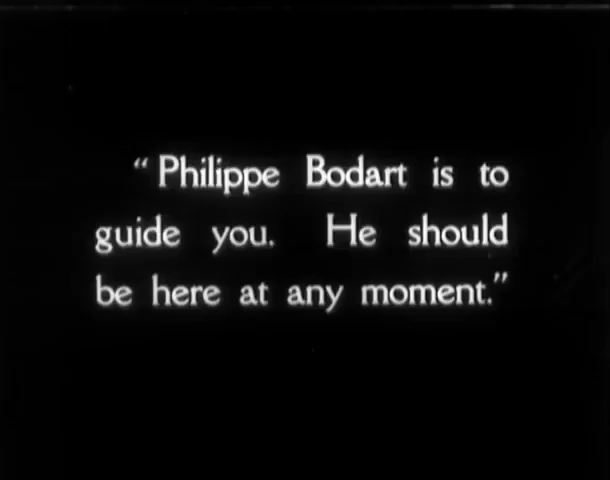 “Philippe Bodart is to
guide you. He should
be here at any moment.”